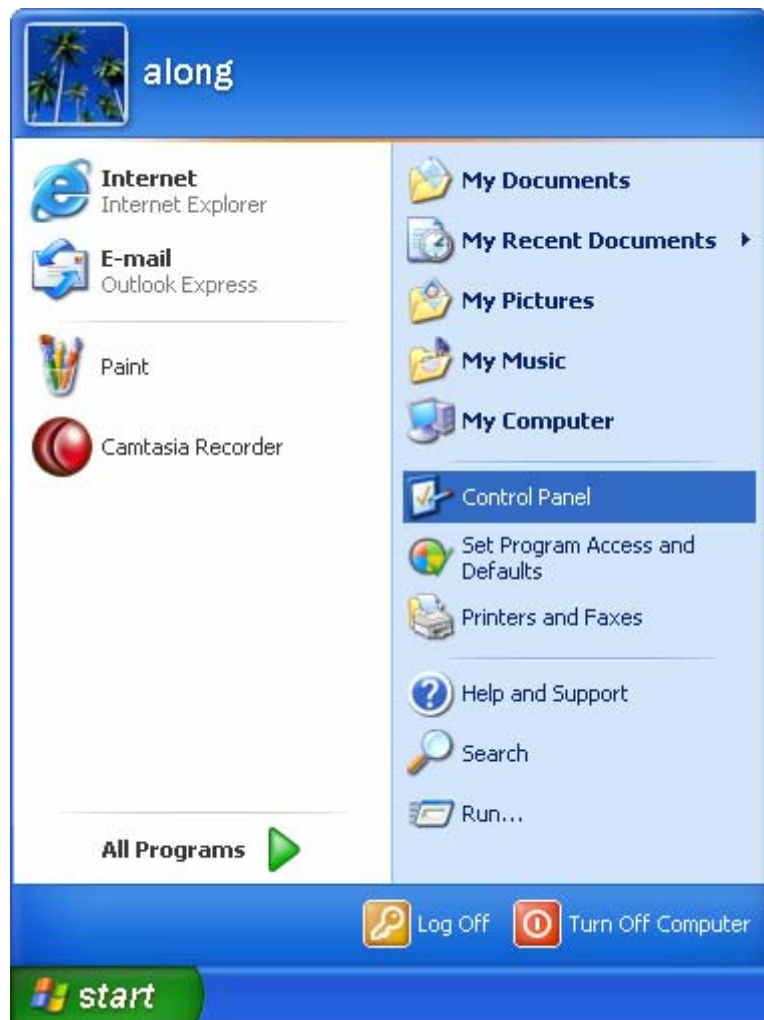 along
Internet
Internet Explorer
E-mail
Outlook Express
Paint
Camtasia Recorder
All Programs
My Documents
My Recent Documents
My Pictures
My Music
My Computer
Control Panel
Set Program Access and
Defaults
Printers and Faxes
Help and Support
Search
Run...
Log Off
Turn Off Computer
start